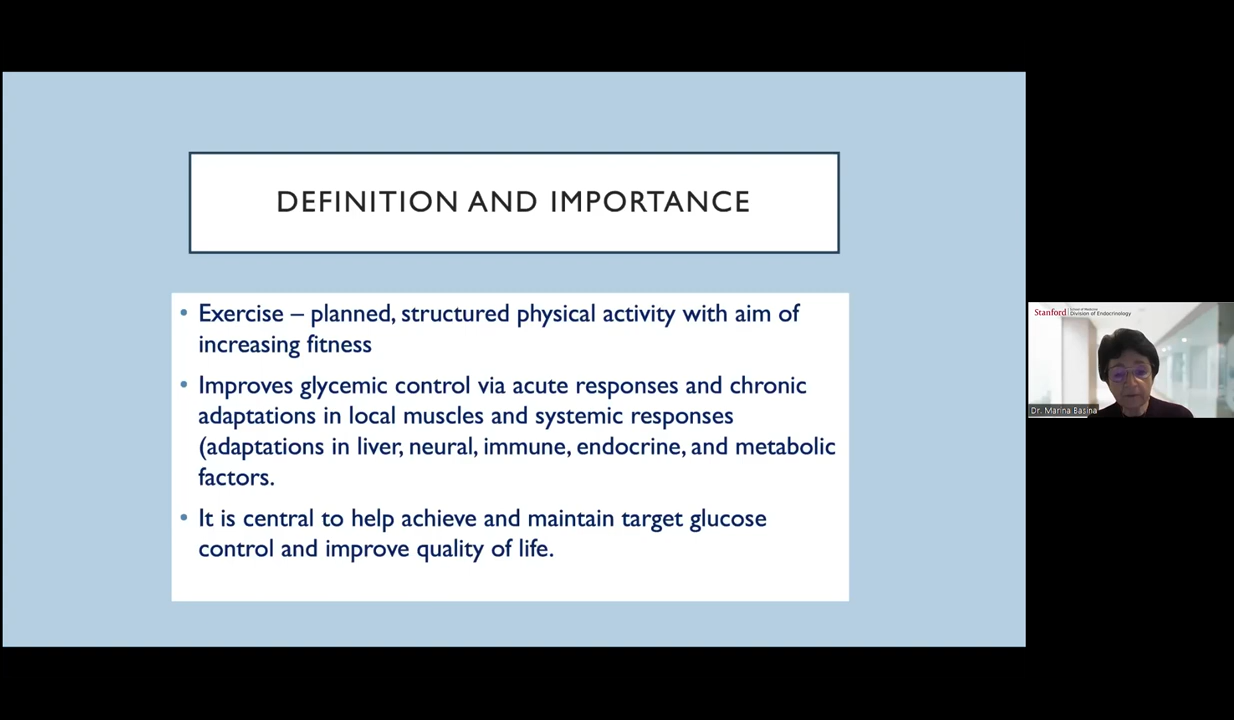 DEFINITION AND IMPORTANCE
• Exercise – planned, structured physical activity with aim of
increasing fitness
• Improves glycemic control via acute responses and chronic
adaptations in local muscles and systemic responses
(adaptations in liver, neural, immune, endocrine, and metabolic
factors.
• It is central to help achieve and maintain target glucose
control and improve quality of life.
Stanford
School of Medicine
Division of Endocrinology
Dr. Marina Basina